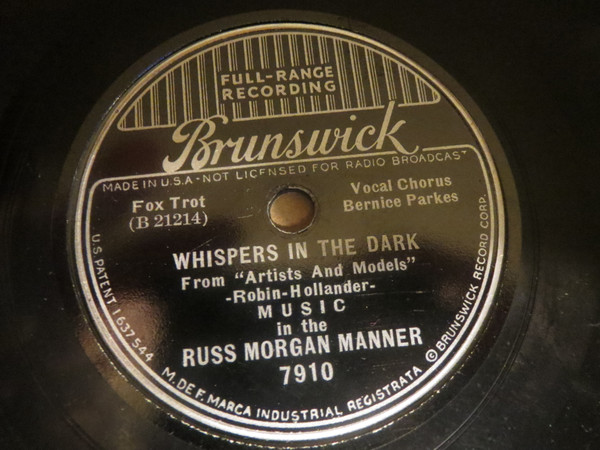 FULL-RANGE
RECORDING
Brunswick
MADE IN U.S.A-NOT LICENSED FOR RADIO BROADCAST
Fox Trot
(B 21214)
Vocal Chorus
Bernice Parkes
WHISPERS IN THE DARK
From "Artists And Models"
-Robin-Hollander-
MUSIC
in the
RUSS MORGAN MANNER
7910
U.S. PATENT 1637544
M. DE F. MARCA INDUSTRIAL REGISTRATA
© BRUNSWICK RECORD CORP.